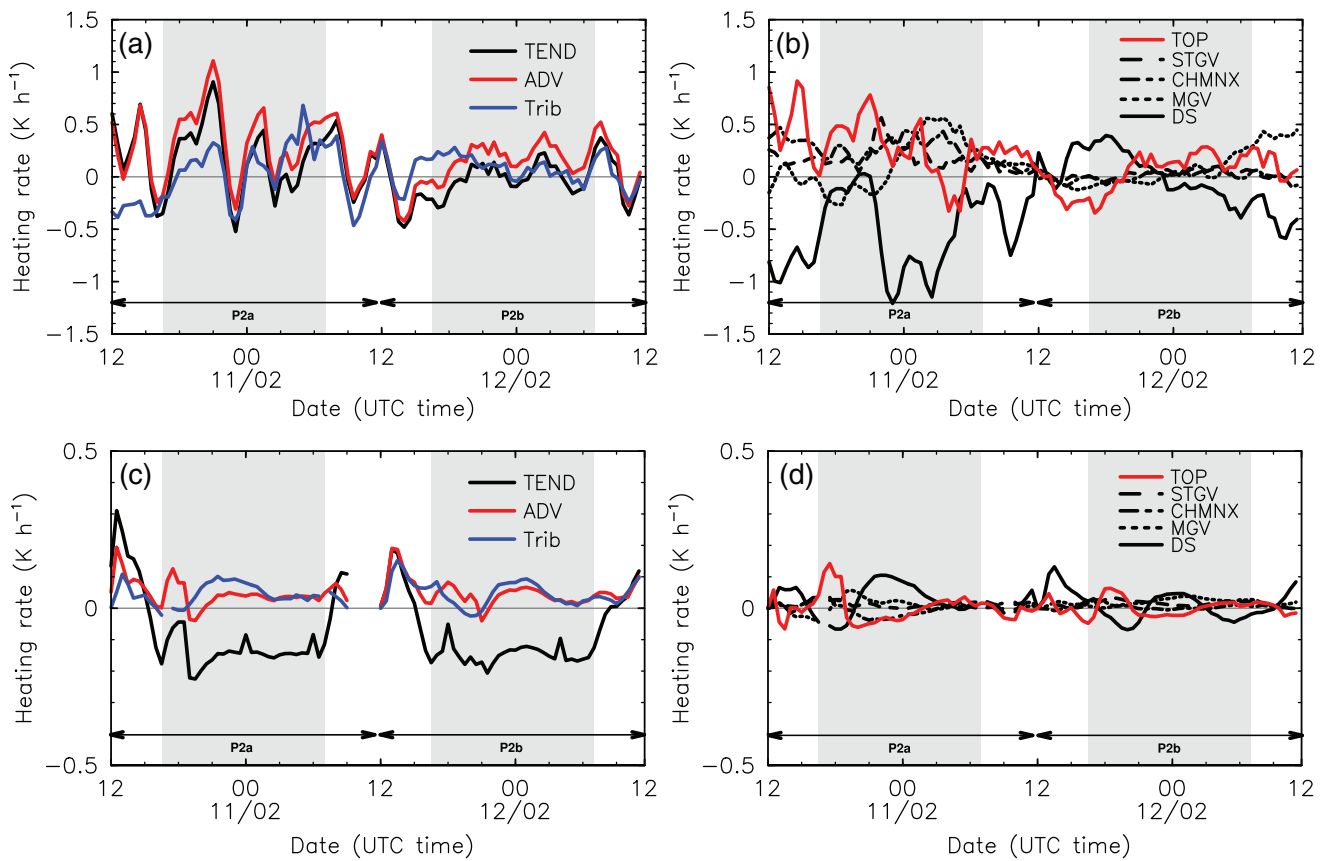 (a)
TEND
ADV
Trib
Heating rate (K h⁻¹)
1.5
1
0.5
0
−0.5
−1
−1.5
P2a
P2b
12
00
12
00
12
11/02
12/02
Date (UTC time)
(b)
TOP
STGV
CHMNX
MGV
DS
Heating rate (K h⁻¹)
1.5
1
0.5
0
−0.5
−1
−1.5
P2a
P2b
12
00
12
00
12
11/02
12/02
Date (UTC time)
(c)
TEND
ADV
Trib
Heating rate (K h⁻¹)
0.5
0
−0.5
P2a
P2b
12
00
12
00
12
11/02
12/02
Date (UTC time)
(d)
TOP
STGV
CHMNX
MGV
DS
Heating rate (K h⁻¹)
0.5
0
−0.5
P2a
P2b
12
00
12
00
12
11/02
12/02
Date (UTC time)